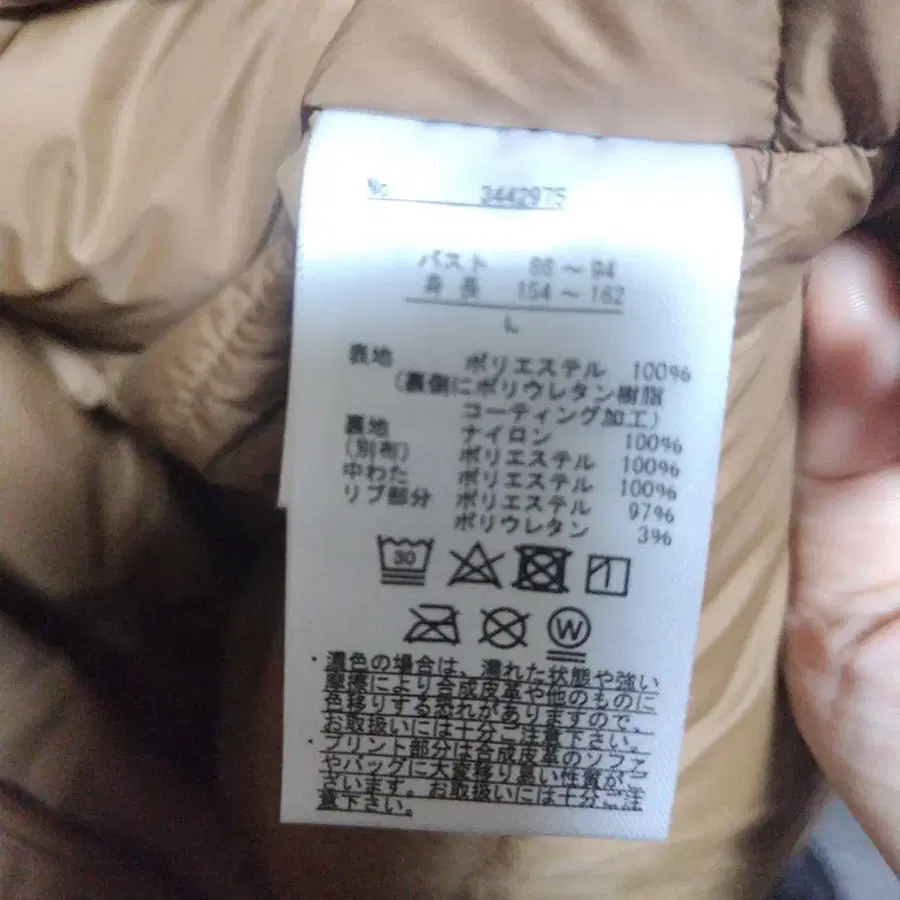 No 3442975
バスト 86～94
身長 154～162
L
表地 ポリエステル 100%
(裏側にポリウレタン樹脂
コーティング加工)
裏地 ナイロン 100%
(別布) ポリエステル 100%
中わた ポリエステル 100%
リブ部分 ポリエステル 97%
ポリウレタン 3%
30
W
・濃色の場合は、濡れた状態や強い
摩擦により合成皮革や他のものに
色移りする恐れがありますので、
お取扱いには十分ご注意下さい。
・プリント部分は合成皮革のソファ
やバッグに大変移り易い性質がご
ざいます。お取扱いには十分ご注
意下さい。